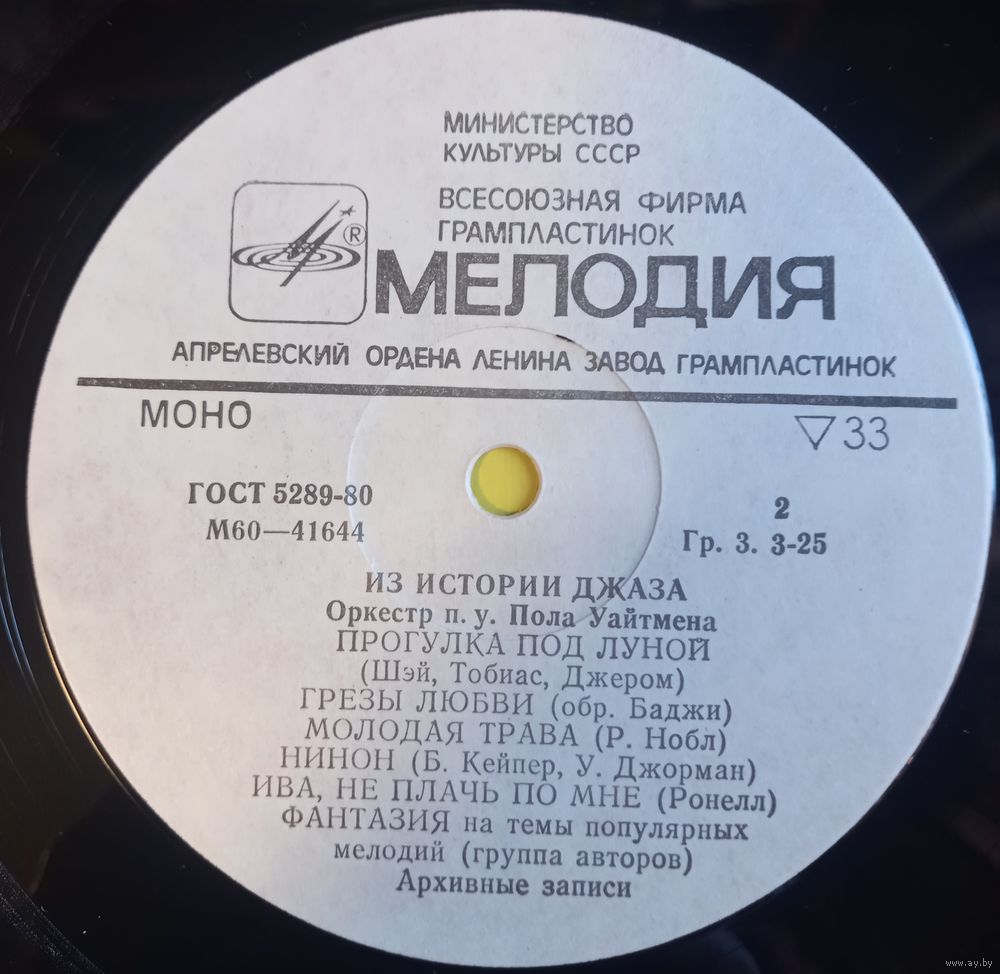 МИНИСТЕРСТВО
КУЛЬТУРЫ СССР
ВСЕСОЮЗНАЯ ФИРМА
ГРАМПЛАСТИНОК
®
МЕЛОДИЯ
АПРЕЛЕВСКИЙ ОРДЕНА ЛЕНИНА ЗАВОД ГРАМПЛАСТИНОК
МОНО
▽ 33
ГОСТ 5289-80
М60—41644
2
Гр. 3. 3-25
ИЗ ИСТОРИИ ДЖАЗА
Оркестр п. у. Пола Уайтмена
ПРОГУЛКА ПОД ЛУНОЙ
(Шэй, Тобиас, Джером)
ГРЕЗЫ ЛЮБВИ (обр. Баджи)
МОЛОДАЯ ТРАВА (Р. Нобл)
НИНОН (Б. Кейпер, У. Джорман)
ИВА, НЕ ПЛАЧЬ ПО МНЕ (Ронелл)
ФАНТАЗИЯ на темы популярных
мелодий (группа авторов)
Архивные записи
www.ay.by